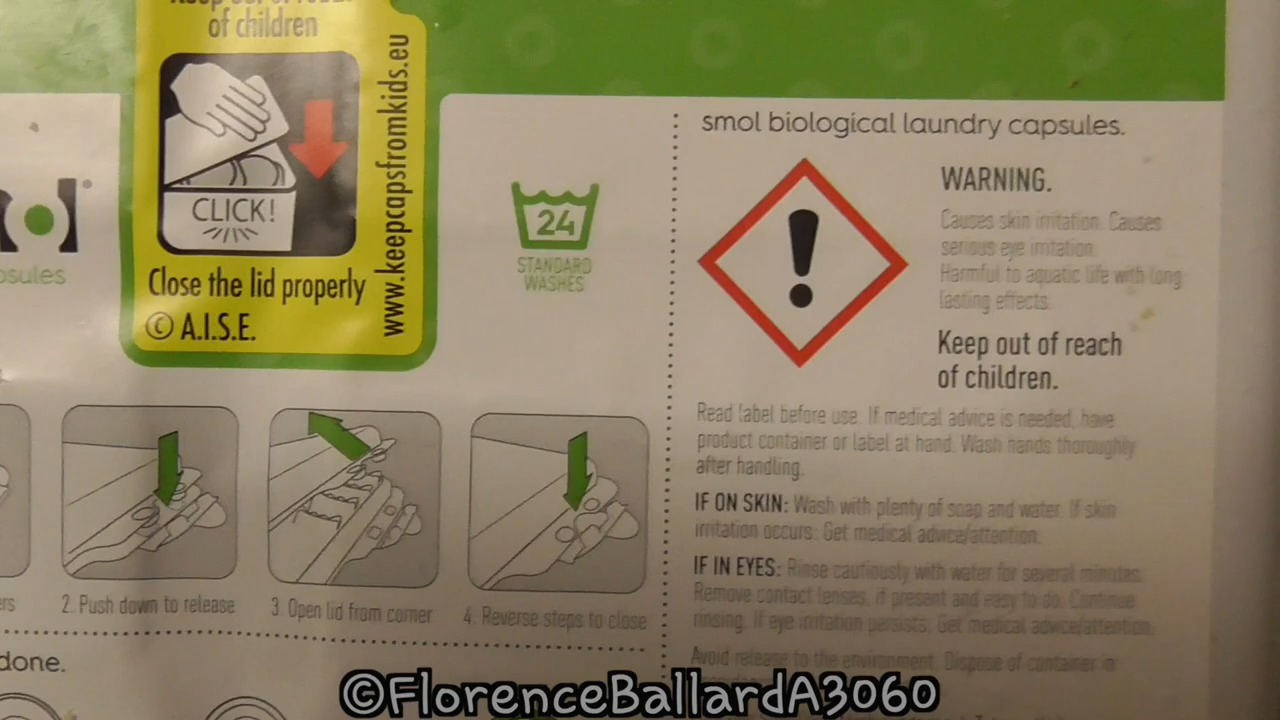 of children
CLICK!
Close the lid properly
© A.I.S.E.
www.keepcapsfromkids.eu
24
STANDARD
WASHES
smol biological laundry capsules.
WARNING.
Causes skin irritation. Causes
serious eye irritation.
Harmful to aquatic life with long
lasting effects.
Keep out of reach
of children.
Read label before use. If medical advice is needed, have
product container or label at hand. Wash hands thoroughly
after handling.
IF ON SKIN: Wash with plenty of soap and water. If skin
irritation occurs: Get medical advice/attention.
IF IN EYES: Rinse cautiously with water for several minutes.
Remove contact lenses, if present and easy to do. Continue
rinsing. If eye irritation persists: Get medical advice/attention.
Avoid release to the environment. Dispose of container in
2. Push down to release
3. Open lid from corner
4. Reverse steps to close
done.
©FlorenceBallardA3060